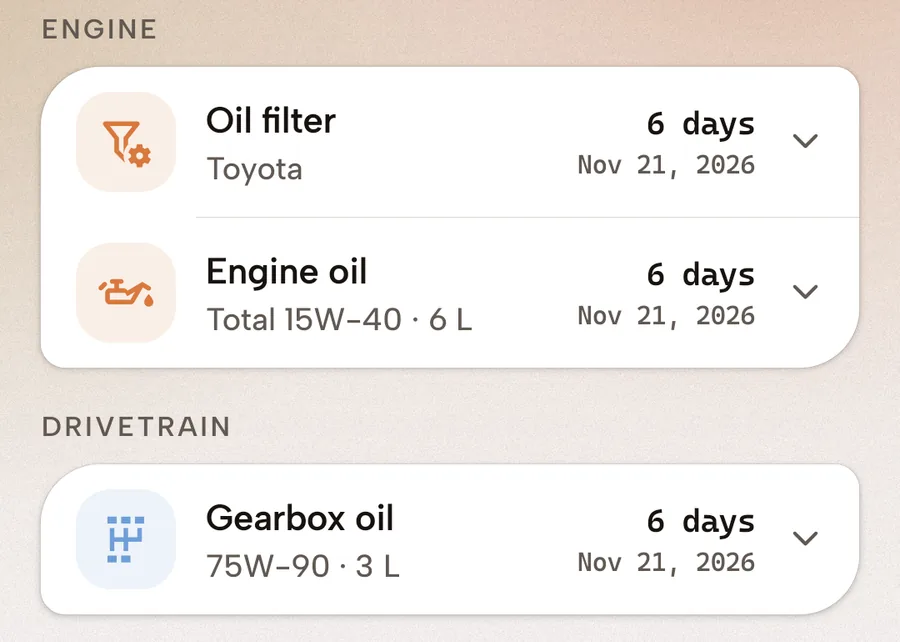 ENGINE
Oil filter
6 days
Toyota
Nov 21, 2026
Engine oil
6 days
Total 15W-40 · 6 L
Nov 21, 2026
DRIVETRAIN
Gearbox oil
6 days
75W-90 · 3 L
Nov 21, 2026